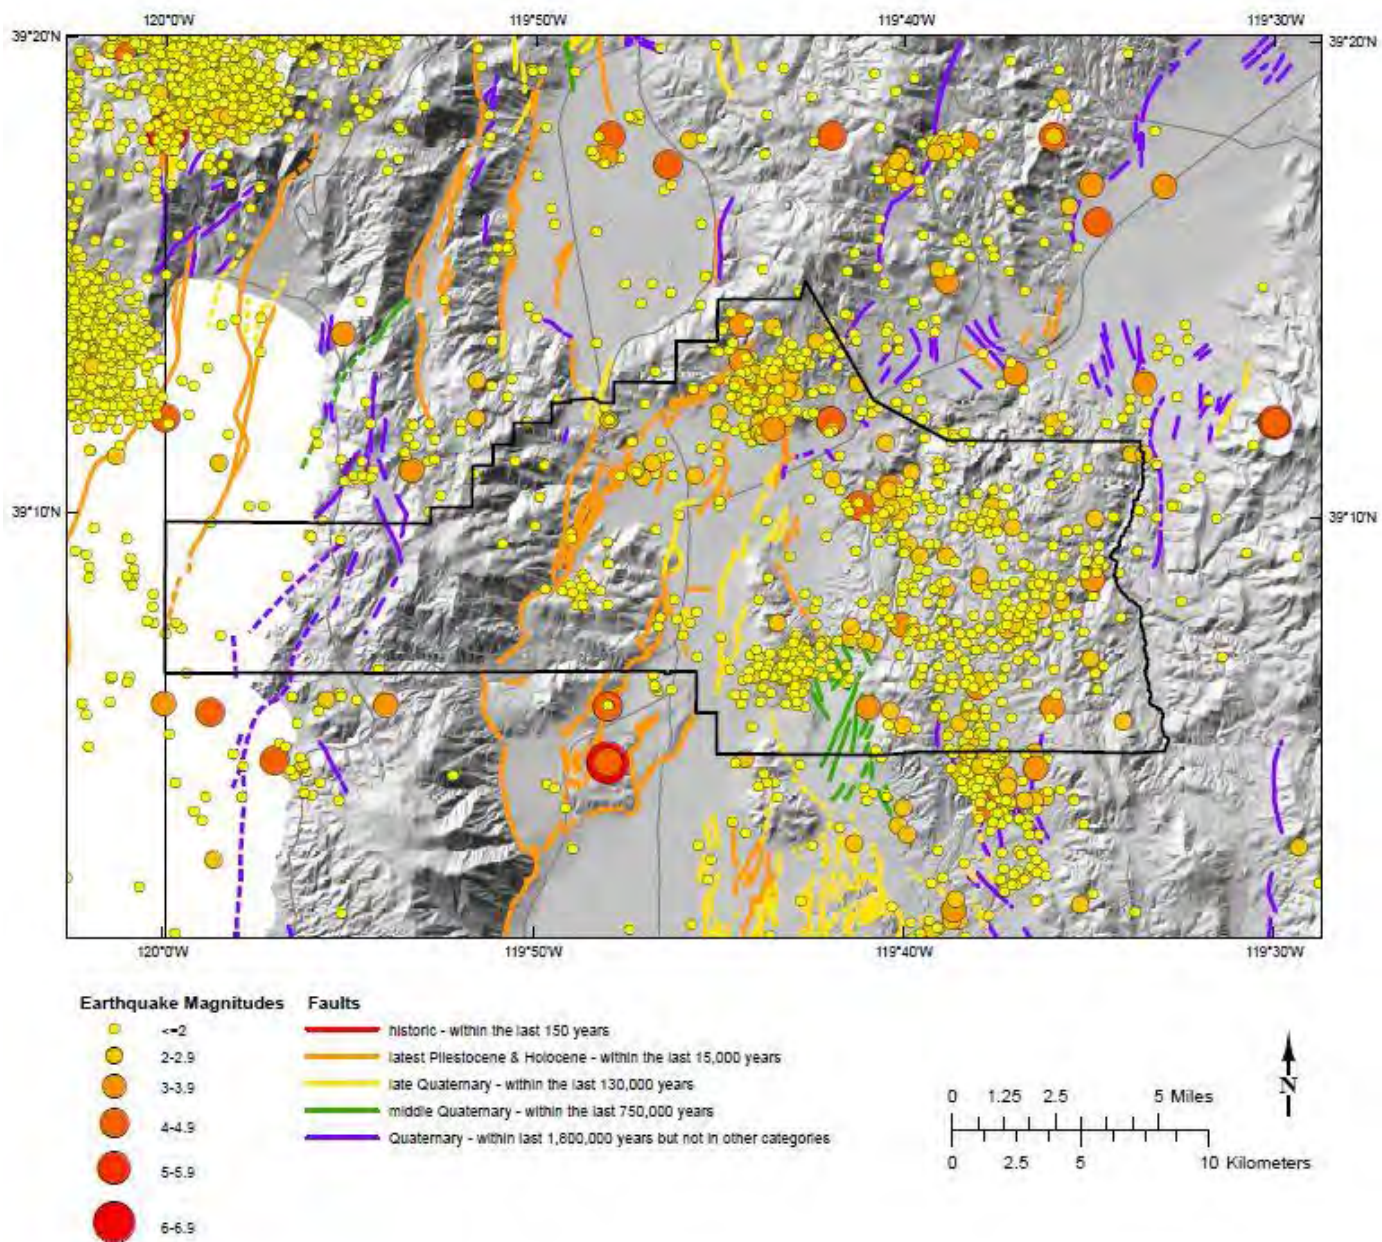 120°0'W 119°50'W 119°40'W 119°30'W
39°20'N 39°20'N
39°10'N 39°10'N
120°0'W 119°50'W 119°40'W 119°30'W
Earthquake Magnitudes Faults
<=2 historic - within the last 150 years
2-2.9 latest Pliestocene & Holocene - within the last 15,000 years
3-3.9 late Quaternary - within the last 130,000 years
4-4.9 middle Quaternary - within the last 750,000 years
5-5.9 Quaternary - within last 1,800,000 years but not in other categories
6-6.9
N
0 1.25 2.5 5 Miles
0 2.5 5 10 Kilometers